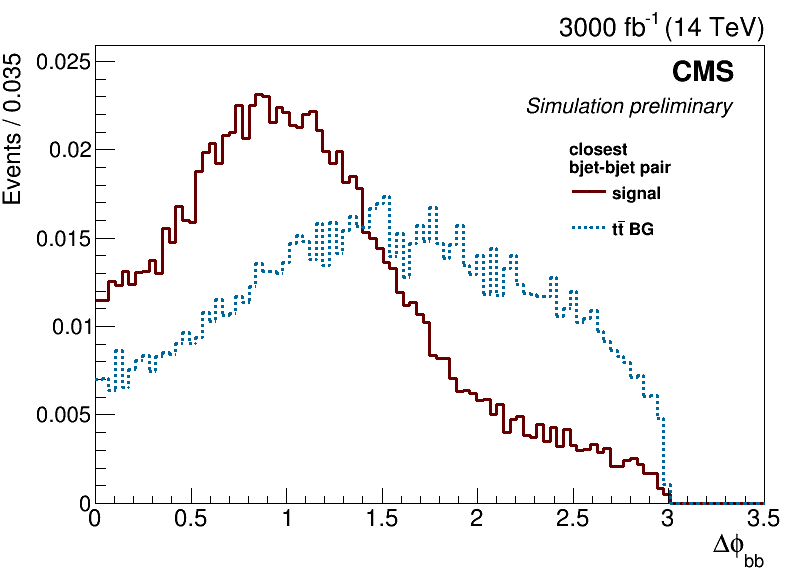 3000 fb⁻¹ (14 TeV)
CMS
Simulation preliminary
closest
bjet-bjet pair
signal
tt̄ BG
Events / 0.035
0.025
0.02
0.015
0.01
0.005
0
0 0.5 1 1.5 2 2.5 3 3.5
Δϕbb